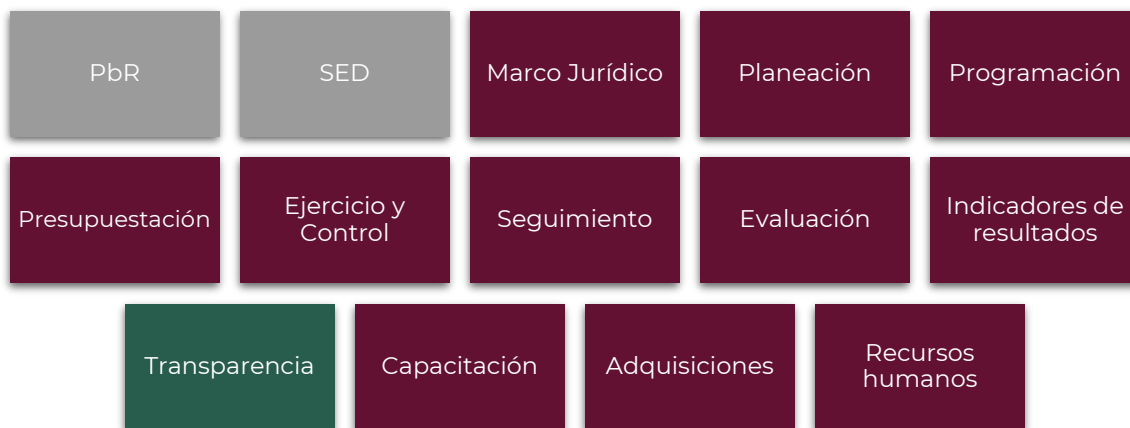 PbR
SED
Marco Jurídico
Planeación
Programación
Presupuestación
Ejercicio y
Control
Seguimiento
Evaluación
Indicadores de
resultados
Transparencia
Capacitación
Adquisiciones
Recursos
humanos